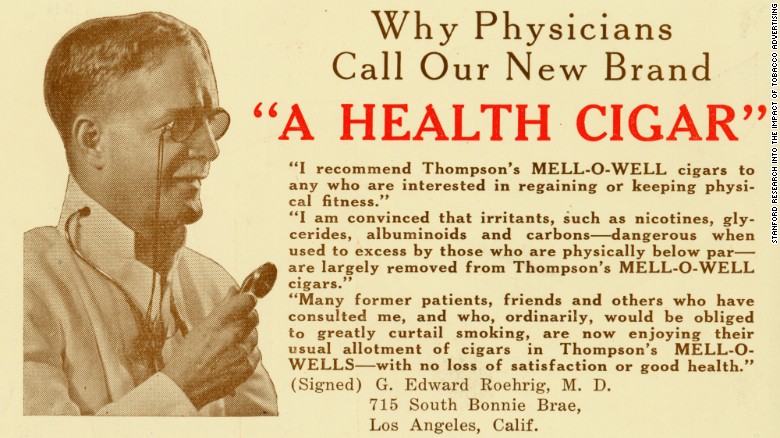 Why Physicians
Call Our New Brand
“A HEALTH CIGAR”
“I recommend Thompson's MELL-O-WELL cigars to
any who are interested in regaining or keeping physi-
cal fitness.”
“I am convinced that irritants, such as nicotines, gly-
cerides, albuminoids and carbons—dangerous when
used to excess by those who are physically below par—
are largely removed from Thompson's MELL-O-WELL
cigars.”
“Many former patients, friends and others who have
consulted me, and who, ordinarily, would be obliged
to greatly curtail smoking, are now enjoying their
usual allotment of cigars in Thompson's MELL-O-
WELLS—with no loss of satisfaction or good health.”
(Signed) G. Edward Roehrig, M. D.
715 South Bonnie Brae,
Los Angeles, Calif.
STANFORD RESEARCH INTO THE IMPACT OF TOBACCO ADVERTISING